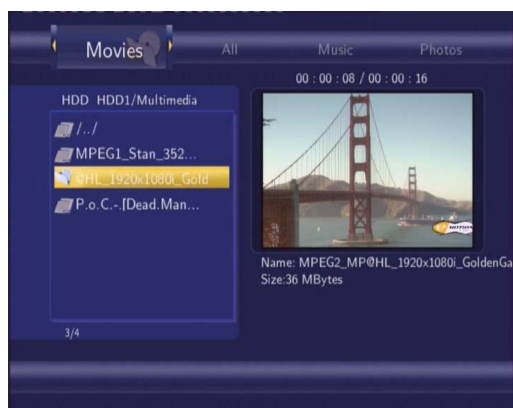 Movies All Music Photos
00 : 00 : 08 / 00 : 00 : 16
HDD HDD1/Multimedia
/../
MPEG1_Stan_352...
@HL_1920x1080i_Gold
P.o.C.-.[Dead.Man...
Name: MPEG2_MP@HL_1920x1080i_GoldenGa
Size:36 MBytes
3/4